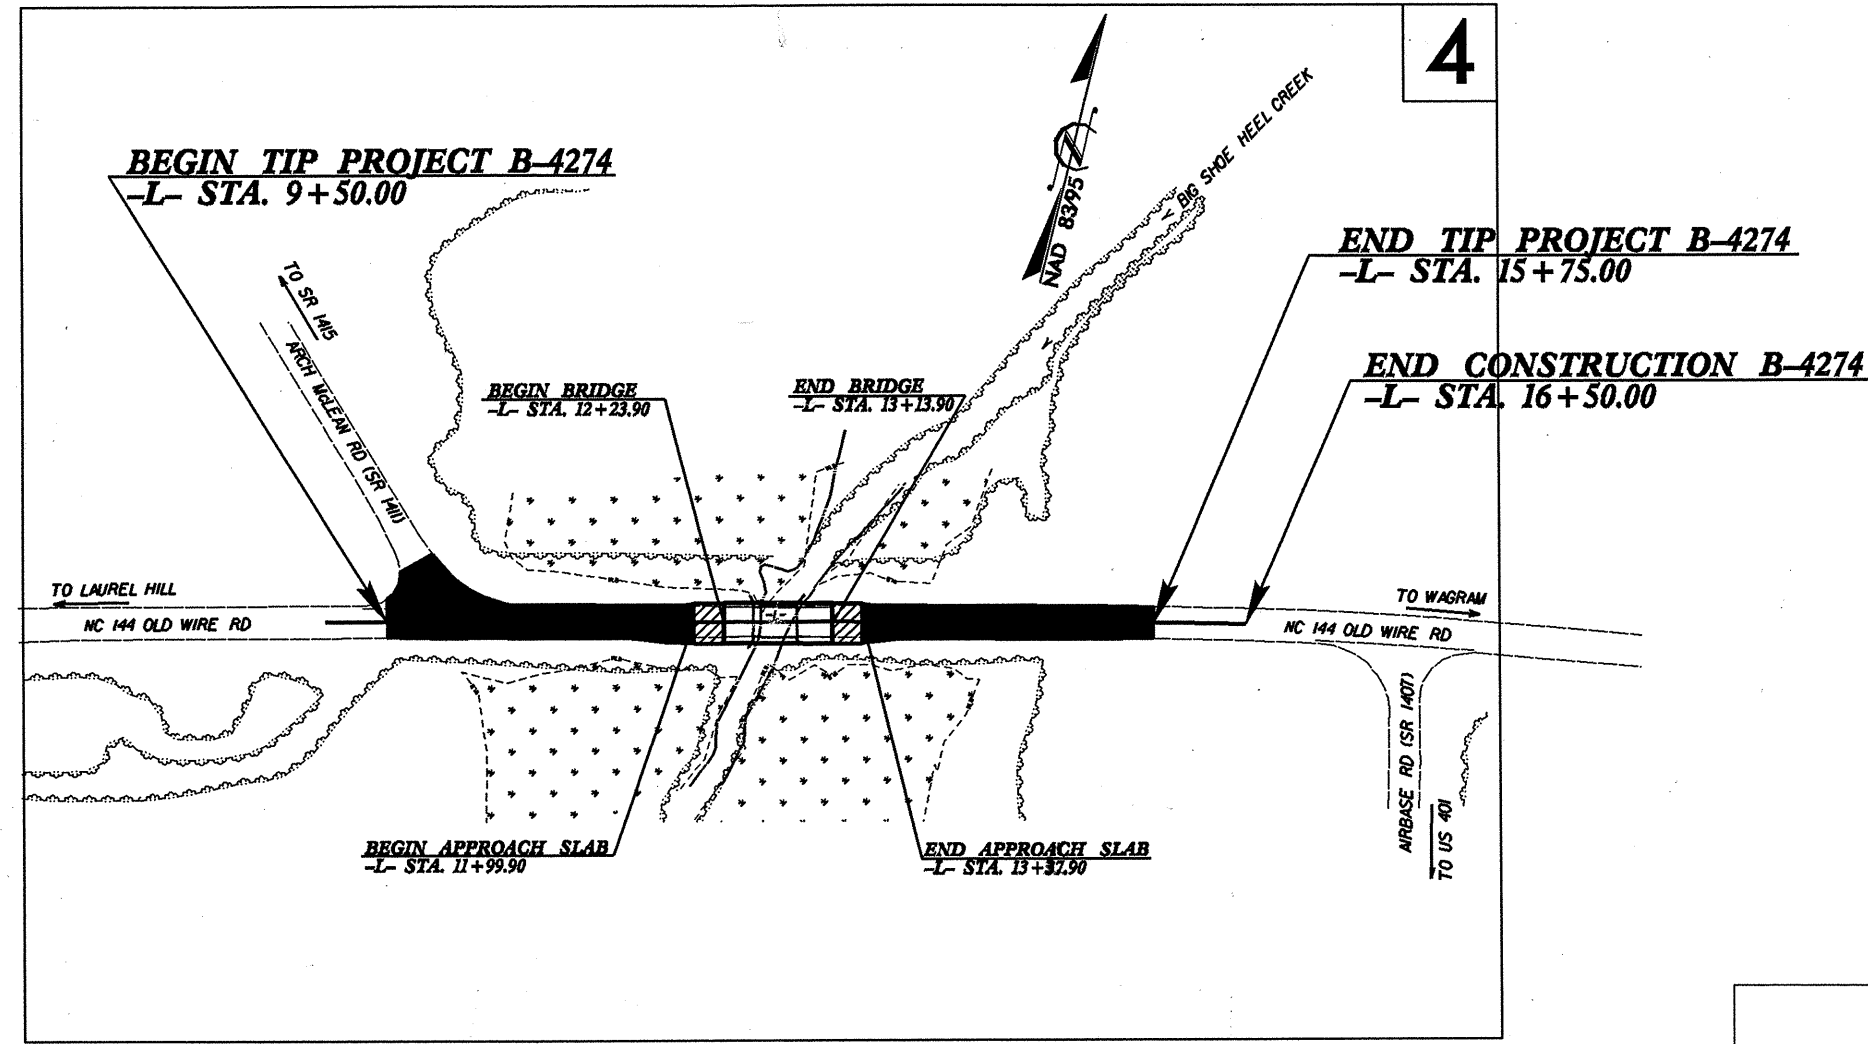 4
BIG SHOE HEEL CREEK
NAD 83/95
BEGIN TIP PROJECT B-4274
-L- STA. 9+50.00
END TIP PROJECT B-4274
-L- STA. 15+75.00
TO SR 1415
ARCH McLEAN RD (SR 1411)
END CONSTRUCTION B-4274
-L- STA. 16+50.00
BEGIN BRIDGE
-L- STA. 12+23.90
END BRIDGE
-L- STA. 13+13.90
TO LAUREL HILL
NC 144 OLD WIRE RD
-L-
TO WAGRAM
NC 144 OLD WIRE RD
AIRBASE RD (SR 1407)
TO US 401
BEGIN APPROACH SLAB
-L- STA. 11+99.90
END APPROACH SLAB
-L- STA. 13+37.90